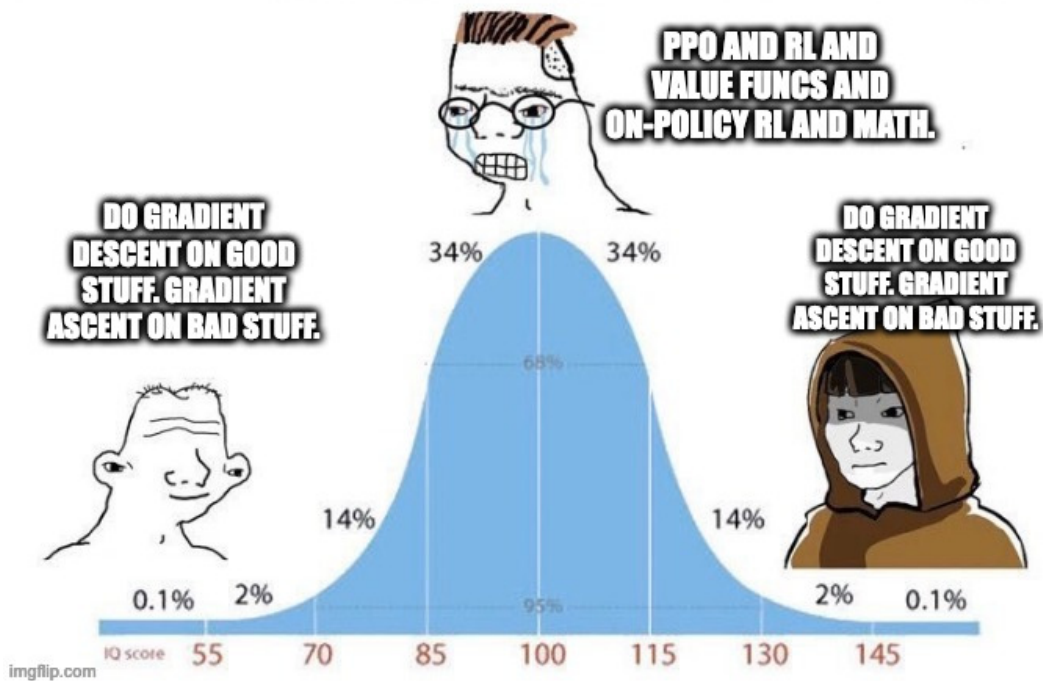 PPO AND RL AND
VALUE FUNCS AND
ON-POLICY RL AND MATH.
DO GRADIENT
DESCENT ON GOOD
STUFF. GRADIENT
ASCENT ON BAD STUFF.
DO GRADIENT
DESCENT ON GOOD
STUFF. GRADIENT
ASCENT ON BAD STUFF.
34% 34%
68%
14% 14%
0.1% 2% 95% 2% 0.1%
IQ score 55 70 85 100 115 130 145
imgflip.com